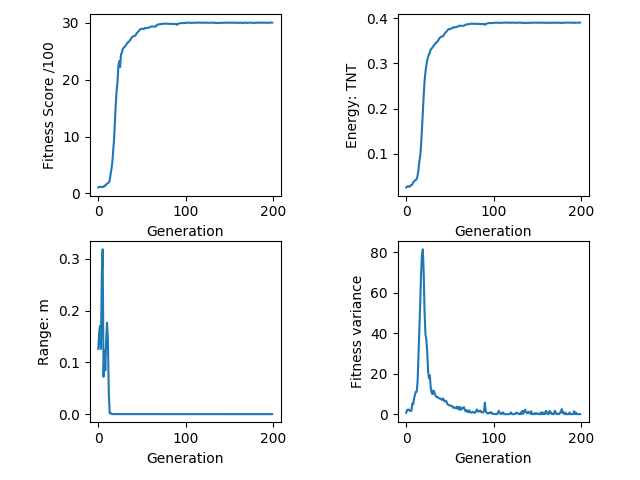 Fitness Score /100
30
20
10
0
0 100 200
Generation
Energy: TNT
0.4
0.3
0.2
0.1
0 100 200
Generation
Range: m
0.3
0.2
0.1
0.0
0 100 200
Generation
Fitness variance
80
60
40
20
0
0 100 200
Generation